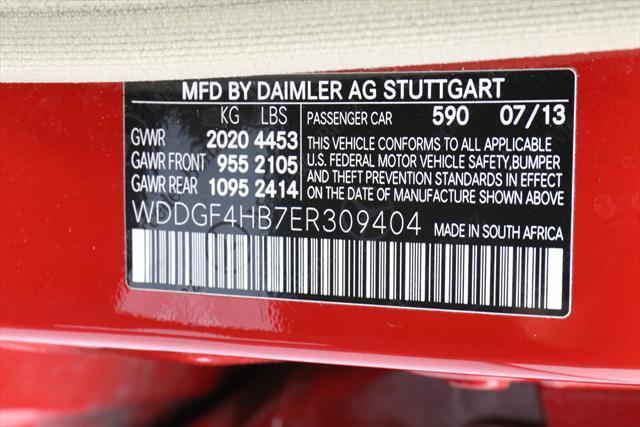 MFD BY DAIMLER AG STUTTGART
KG LBS
GVWR 2020 4453
GAWR FRONT 955 2105
GAWR REAR 1095 2414
PASSENGER CAR 590 07/13
THIS VEHICLE CONFORMS TO ALL APPLICABLE
U.S. FEDERAL MOTOR VEHICLE SAFETY,BUMPER
AND THEFT PREVENTION STANDARDS IN EFFECT
ON THE DATE OF MANUFACTURE SHOWN ABOVE
WDDGF4HB7ER309404 MADE IN SOUTH AFRICA